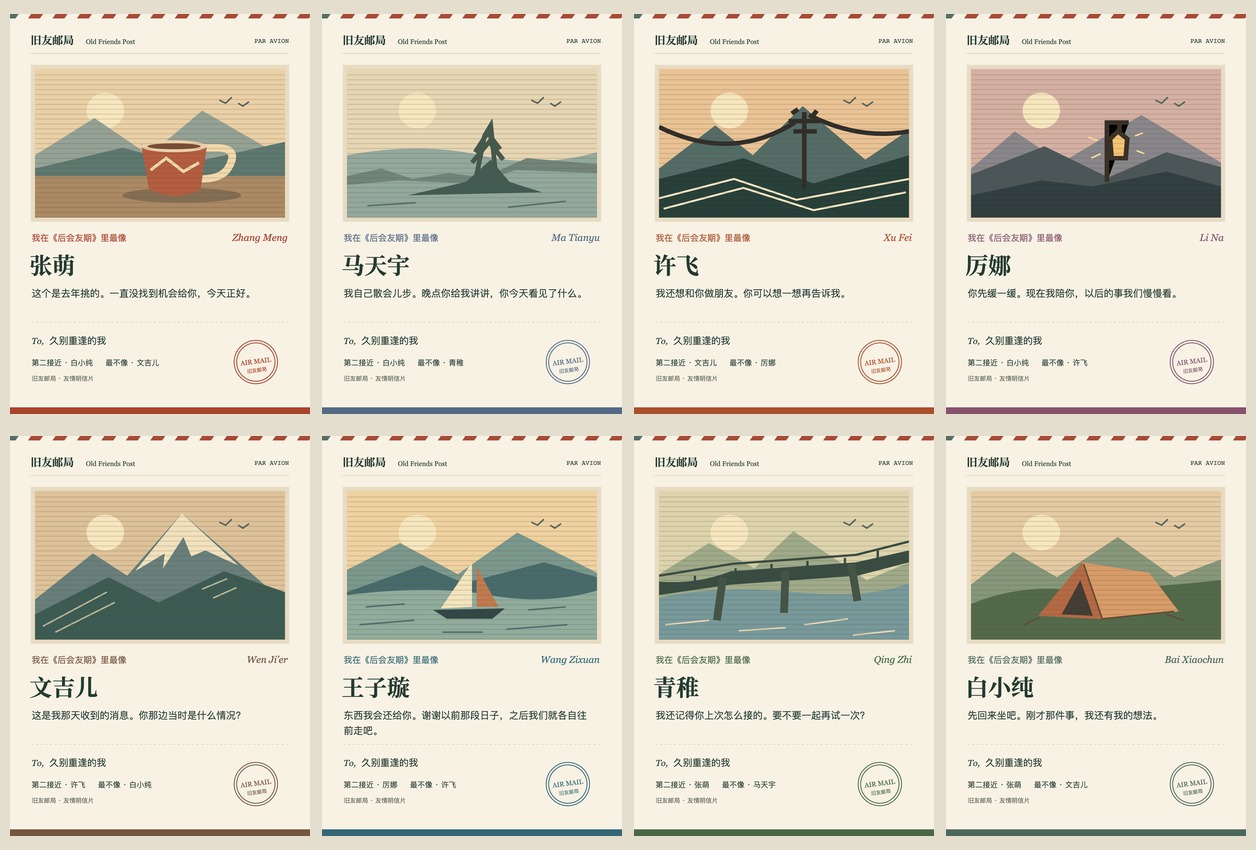 旧友邮局 Old Friends Post PAR AVION
我在《后会友期》里最像 Zhang Meng
张萌
这个是去年挑的。一直没找到机会给你,今天正好。
To, 久别重逢的我
第二接近 · 白小纯 最不像 · 文吉儿
旧友邮局 · 友情明信片
AIR MAIL
旧友邮局
旧友邮局 Old Friends Post PAR AVION
我在《后会友期》里最像 Ma Tianyu
马天宇
我自己散会儿步。晚点你给我讲讲,你今天看见了什么。
To, 久别重逢的我
第二接近 · 白小纯 最不像 · 青稚
旧友邮局 · 友情明信片
AIR MAIL
旧友邮局
旧友邮局 Old Friends Post PAR AVION
我在《后会友期》里最像 Xu Fei
许飞
我还想和你做朋友。你可以想一想再告诉我。
To, 久别重逢的我
第二接近 · 文吉儿 最不像 · 厉娜
旧友邮局 · 友情明信片
AIR MAIL
旧友邮局
旧友邮局 Old Friends Post PAR AVION
我在《后会友期》里最像 Li Na
厉娜
你先缓一缓。现在我陪你,以后的事我们慢慢看。
To, 久别重逢的我
第二接近 · 白小纯 最不像 · 许飞
旧友邮局 · 友情明信片
AIR MAIL
旧友邮局
旧友邮局 Old Friends Post PAR AVION
我在《后会友期》里最像 Wen Ji'er
文吉儿
这是我那天收到的消息。你那边当时是什么情况?
To, 久别重逢的我
第二接近 · 许飞 最不像 · 白小纯
旧友邮局 · 友情明信片
AIR MAIL
旧友邮局
旧友邮局 Old Friends Post PAR AVION
我在《后会友期》里最像 Wang Zixuan
王子璇
东西我会还给你。谢谢以前那段日子,之后我们就各自往
前走吧。
To, 久别重逢的我
第二接近 · 厉娜 最不像 · 许飞
旧友邮局 · 友情明信片
AIR MAIL
旧友邮局
旧友邮局 Old Friends Post PAR AVION
我在《后会友期》里最像 Qing Zhi
青稚
我还记得你上次怎么接的。要不要一起再试一次?
To, 久别重逢的我
第二接近 · 张萌 最不像 · 马天宇
旧友邮局 · 友情明信片
AIR MAIL
旧友邮局
旧友邮局 Old Friends Post PAR AVION
我在《后会友期》里最像 Bai Xiaochun
白小纯
先回来坐吧。刚才那件事,我还有我的想法。
To, 久别重逢的我
第二接近 · 张萌 最不像 · 文吉儿
旧友邮局 · 友情明信片
AIR MAIL
旧友邮局